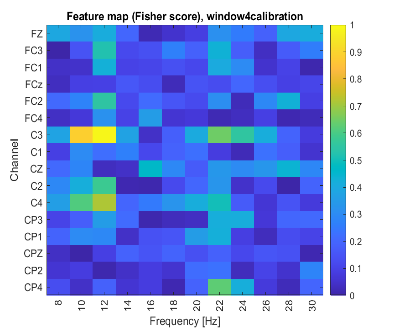 Feature map (Fisher score), window4calibration
FZ
FC3
FC1
FCz
FC2
FC4
C3
C1
CZ
C2
C4
CP3
CP1
CPZ
CP2
CP4
Channel
8 10 12 14 16 18 20 22 24 26 28 30
Frequency [Hz]
1
0.9
0.8
0.7
0.6
0.5
0.4
0.3
0.2
0.1
0